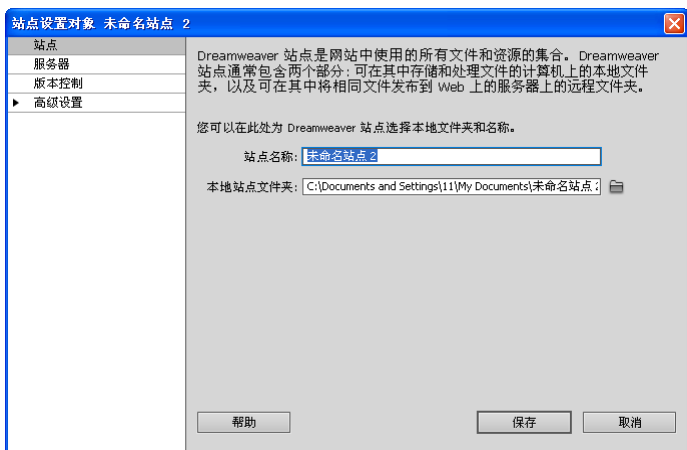 站点设置对象 未命名站点 2
站点
服务器
版本控制
高级设置
Dreamweaver 站点是网站中使用的所有文件和资源的集合。Dreamweaver
站点通常包含两个部分:可在其中存储和处理文件的计算机上的本地文件
夹，以及可在其中将相同文件发布到 Web 上的服务器上的远程文件夹。
您可以在此处为 Dreamweaver 站点选择本地文件夹和名称。
站点名称: 未命名站点 2
本地站点文件夹: C:\Documents and Settings\11\My Documents\未命名站点 2
帮助
保存
取消